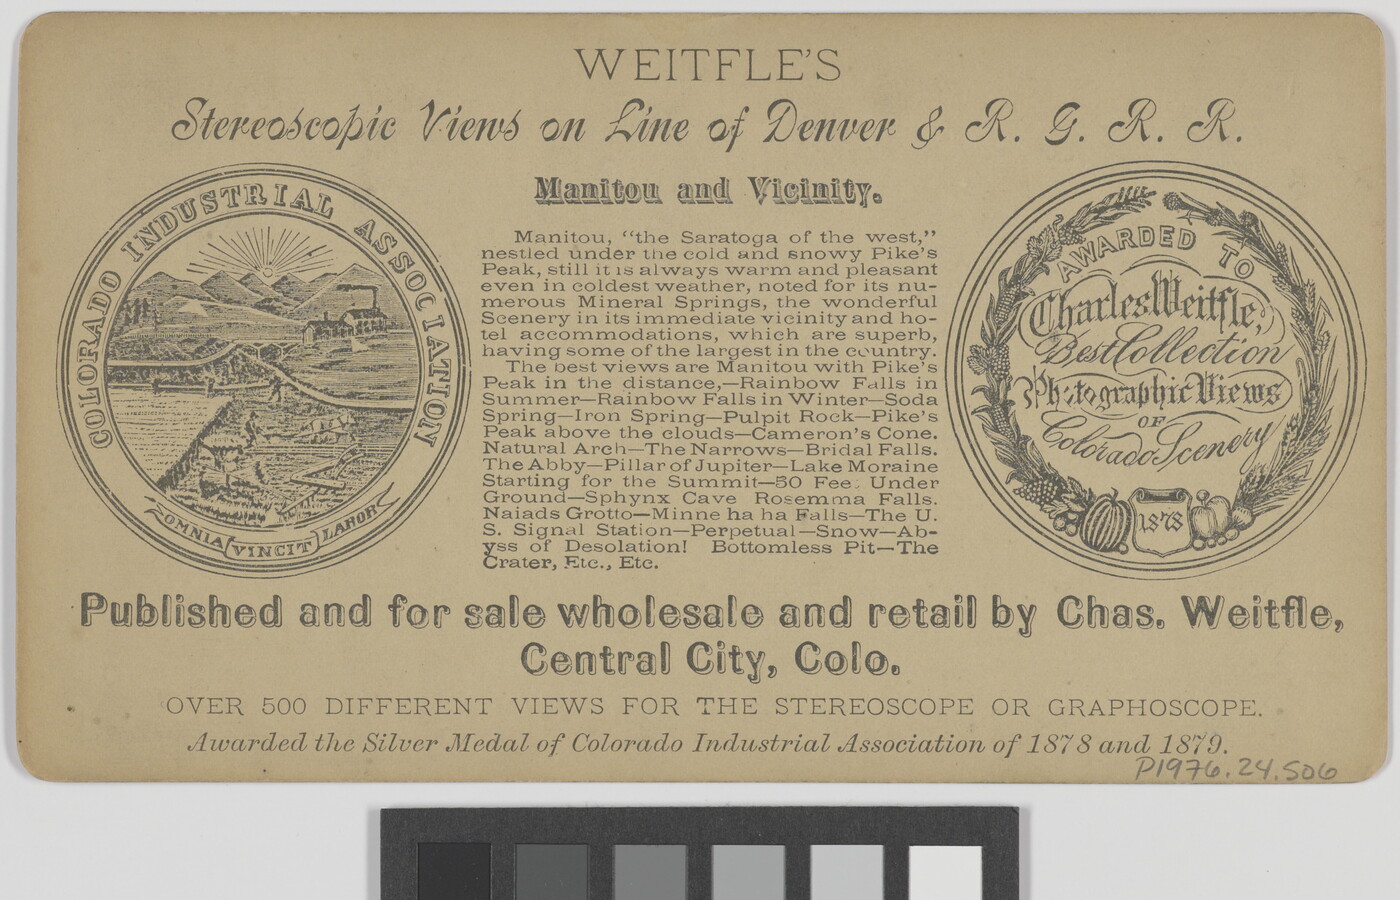 WEITFLE'S
Stereoscopic Views on Line of Denver & R. G. R. R.
COLORADO INDUSTRIAL ASSOCIATION
OMNIA VINCIT LABOR
Manitou and Vicinity.
Manitou, "the Saratoga of the west,"
nestled under the cold and snowy Pike's
Peak, still it is always warm and pleasant
even in coldest weather, noted for its nu-
merous Mineral Springs, the wonderful
Scenery in its immediate vicinity and ho-
tel accommodations, which are superb,
having some of the largest in the country.
The best views are Manitou with Pike's
Peak in the distance,—Rainbow Falls in
Summer—Rainbow Falls in Winter—Soda
Spring—Iron Spring—Pulpit Rock—Pike's
Peak above the clouds—Cameron's Cone.
Natural Arch—The Narrows—Bridal Falls.
The Abby—Pillar of Jupiter—Lake Moraine
Starting for the Summit—50 Fee. Under
Ground—Sphynx Cave Rosemma Falls.
Naiads Grotto—Minne ha ha Falls—The U.
S. Signal Station—Perpetual—Snow—Ab-
yss of Desolation! Bottomless Pit—The
Crater, Etc., Etc.
AWARDED TO
Charles Weitfle,
Best Collection
Photographic Views
OF
Colorado Scenery
1878
Published and for sale wholesale and retail by Chas. Weitfle,
Central City, Colo.
OVER 500 DIFFERENT VIEWS FOR THE STEREOSCOPE OR GRAPHOSCOPE.
Awarded the Silver Medal of Colorado Industrial Association of 1878 and 1879.
P1976.24.506